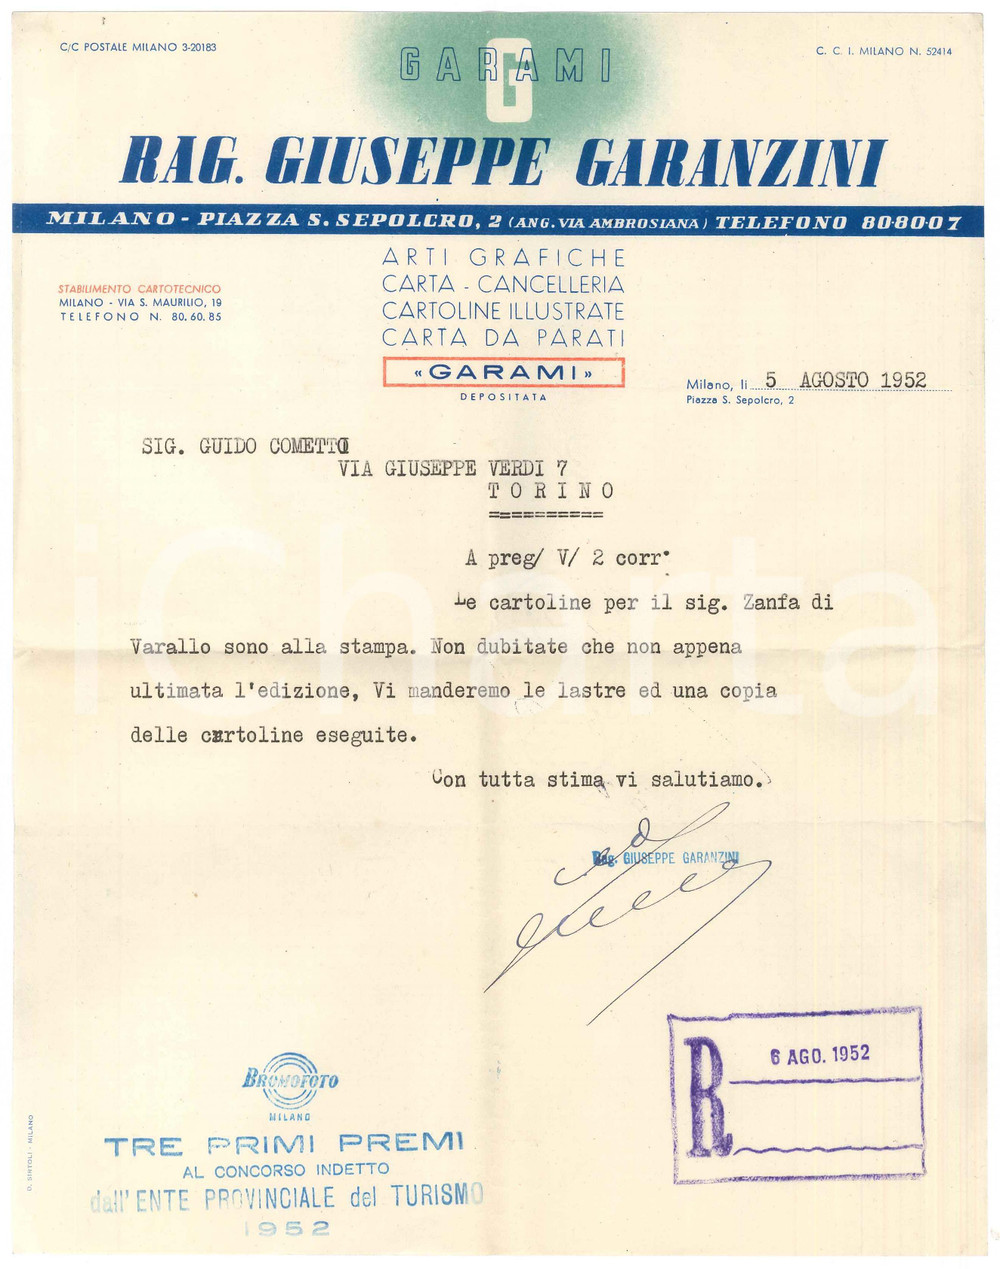 C/C POSTALE MILANO 3-20183
GARAMI
G
C. C. I. MILANO N. 52414
RAG. GIUSEPPE GARANZINI
MILANO - PIAZZA S. SEPOLCRO, 2 (ANG. VIA AMBROSIANA) TELEFONO 80-80-07
ARTI GRAFICHE
CARTA - CANCELLERIA
CARTOLINE ILLUSTRATE
CARTA DA PARATI
«GARAMI»
DEPOSITATA
STABILIMENTO CARTOTECNICO
MILANO - VIA S. MAURILIO, 19
TELEFONO N. 80.60.85
Milano, li 5 AGOSTO 1952
Piazza S. Sepolcro, 2
SIG. GUIDO COMETTO
VIA GIUSEPPE VERDI 7
TORINO
==========
A preg/ V/ 2 corr.
Le cartoline per il sig. Zanfa di
Varallo sono alla stampa. Non dubitate che non appena
ultimata l'edizione, Vi manderemo le lastre ed una copia
delle cartoline eseguite.
Con tutta stima vi salutiamo.
Rag. GIUSEPPE GARANZINI
R
6 AGO. 1952
BROMOFOTO
MILANO
TRE PRIMI PREMI
AL CONCORSO INDETTO
dall'ENTE PROVINCIALE del TURISMO
1952
D. SIRTOLI - MILANO
iCharta